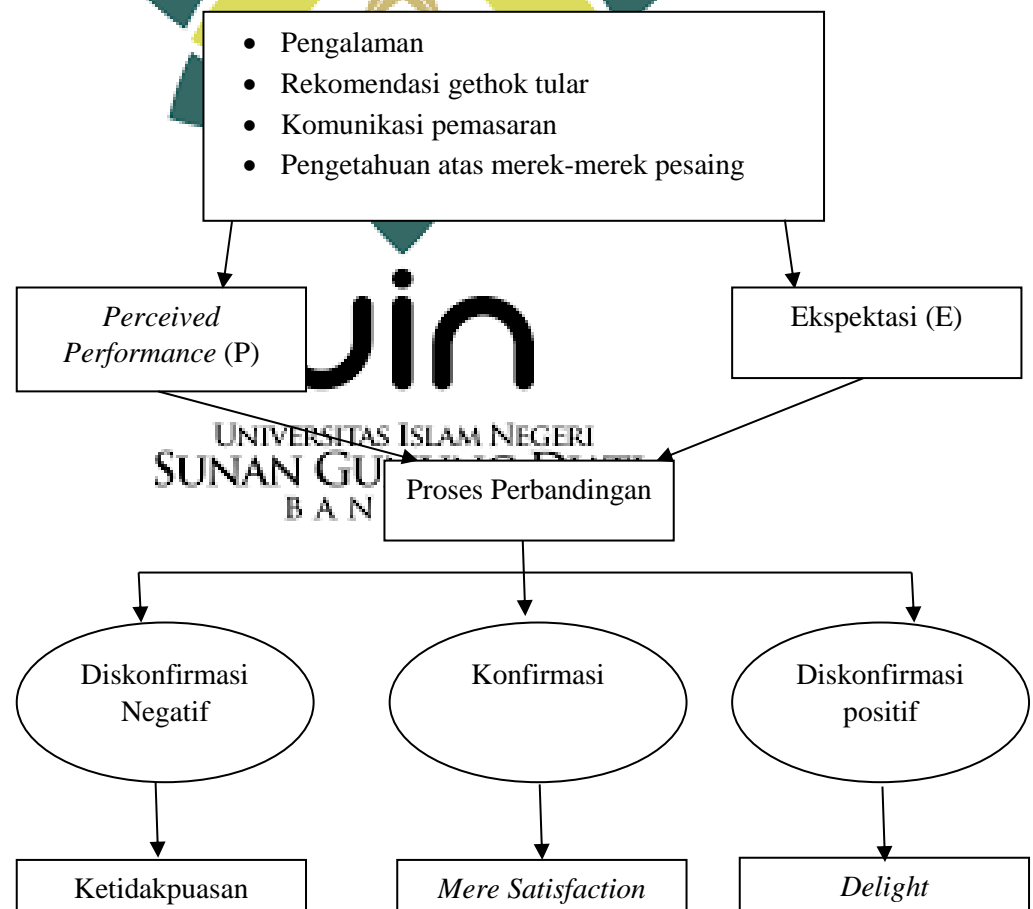 • Pengalaman
• Rekomendasi gethok tular
• Komunikasi pemasaran
• Pengetahuan atas merek-merek pesaing
Perceived
Performance (P)
Ekspektasi (E)
uin
UNIVERSITAS ISLAM NEGERI
SUNAN
Proses Perbandingan
Diskonfirmasi
Negatif
Konfirmasi
Diskonfirmasi
positif
Ketidakpuasan
Mere Satisfaction
Delight